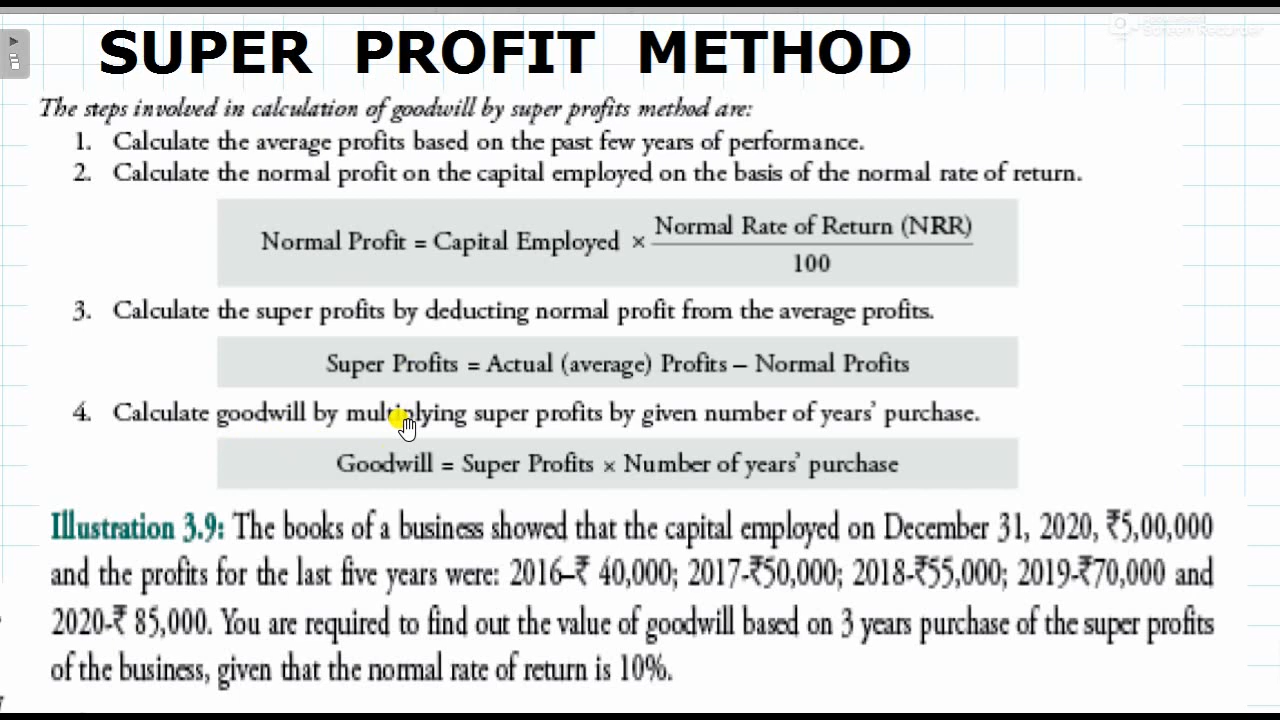 SUPER PROFIT METHOD
Screen Recorder
The steps involved in calculation of goodwill by super profits method are:
1. Calculate the average profits based on the past few years of performance.
2. Calculate the normal profit on the capital employed on the basis of the normal rate of return.
Normal Profit = Capital Employed × Normal Rate of Return (NRR)
100
3. Calculate the super profits by deducting normal profit from the average profits.
Super Profits = Actual (average) Profits – Normal Profits
4. Calculate goodwill by multiplying super profits by given number of years' purchase.
Goodwill = Super Profits × Number of years' purchase
Illustration 3.9: The books of a business showed that the capital employed on December 31, 2020, ₹5,00,000
and the profits for the last five years were: 2016–₹ 40,000; 2017-₹50,000; 2018-₹55,000; 2019-₹70,000 and
2020-₹ 85,000. You are required to find out the value of goodwill based on 3 years purchase of the super profits
of the business, given that the normal rate of return is 10%.